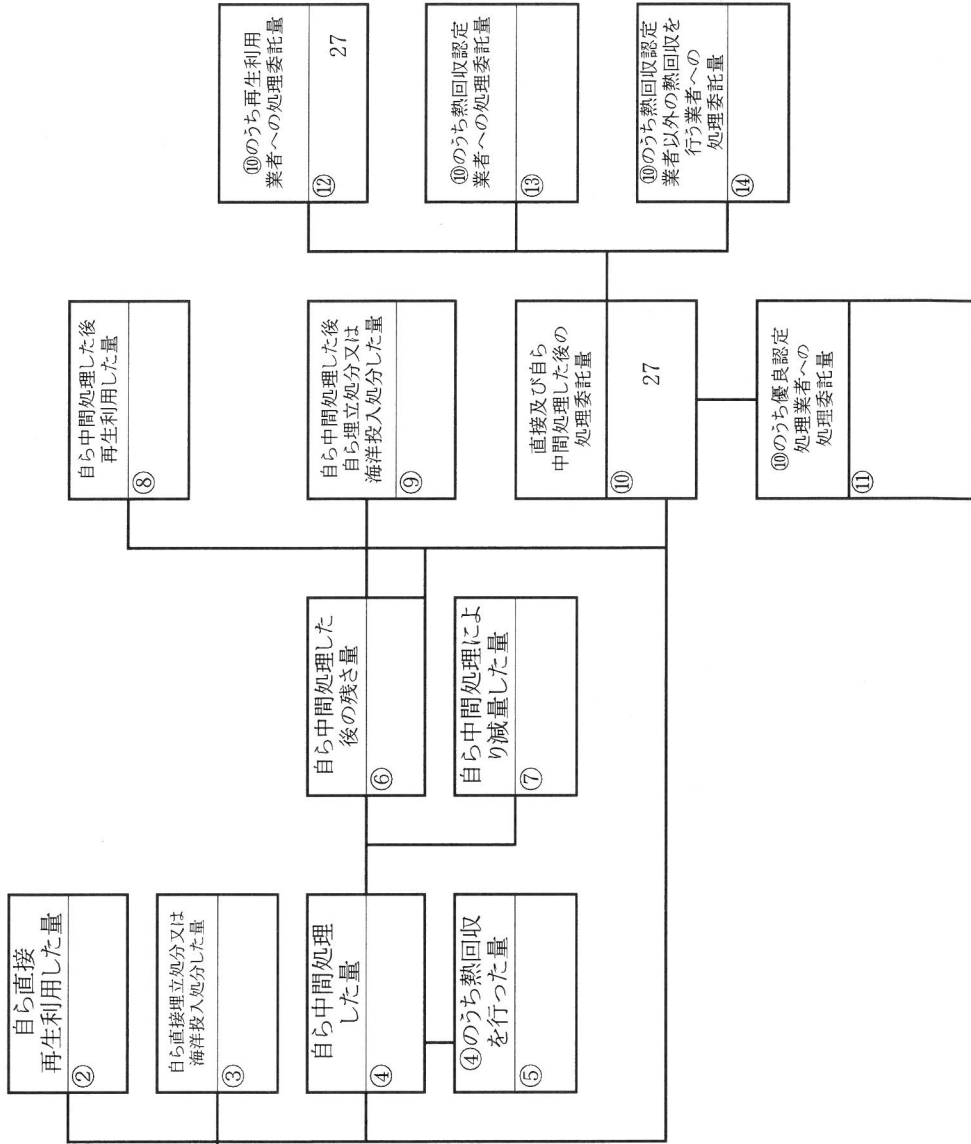 自ら直接
再生利用した量
②
自ら直接埋立処分又は
海洋投入処分した量
③
自ら中間処理
した量
④
④のうち熱回収
を行った量
⑤
自ら中間処理した
後の残さ量
⑥
自ら中間処理によ
り減量した量
⑦
自ら中間処理した後
再生利用した量
⑧
自ら中間処理した後
自ら埋立処分又は
海洋投入処分した量
⑨
直接及び自ら
中間処理した後の
処理委託量
⑩
27
⑩のうち優良認定
処理業者への
処理委託量
⑪
⑩のうち再生利用
業者への処理委託量
⑫
27
⑩のうち熱回収認定
業者への処理委託量
⑬
⑩のうち熱回収認定
業者以外の熱回収を
行う業者への
処理委託量
⑭